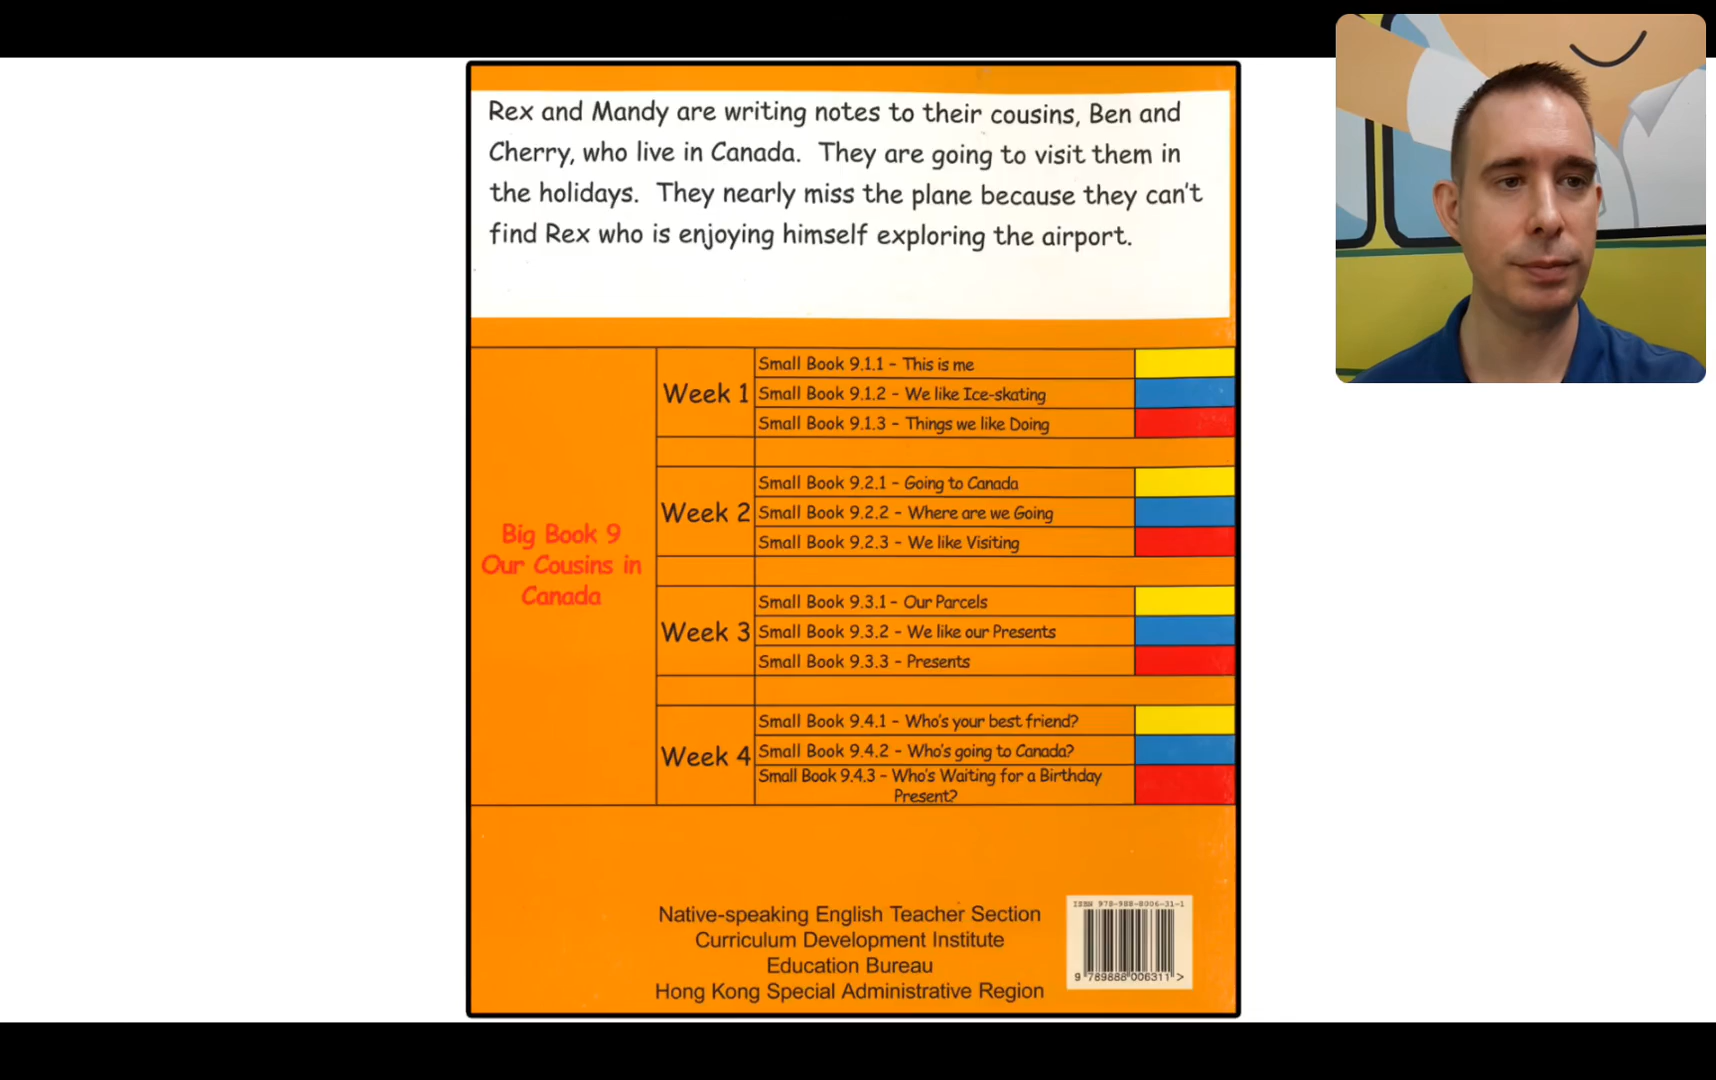 Rex and Mandy are writing notes to their cousins, Ben and
Cherry, who live in Canada.  They are going to visit them in
the holidays.  They nearly miss the plane because they can't
find Rex who is enjoying himself exploring the airport.
Big Book 9
Our Cousins in
Canada
Week 1
Small Book 9.1.1 - This is me
Small Book 9.1.2 - We like Ice-skating
Small Book 9.1.3 - Things we like Doing
Week 2
Small Book 9.2.1 - Going to Canada
Small Book 9.2.2 - Where are we Going
Small Book 9.2.3 - We like Visiting
Week 3
Small Book 9.3.1- Our Parcels
Small Book 9.3.2 - We like our Presents
Small Book 9.3.3 - Presents
Week 4
Small Book 9.4.1 - Who's your best friend?
Small Book 9.4.2 - Who's going to Canada?
Small Book 9.4.3 - Who's Waiting for a Birthday
Present?
Native-speaking English Teacher Section
Curriculum Development Institute
Education Bureau
Hong Kong Special Administrative Region
ISBN 978-988-8006-31-1
9 789888 006311 >